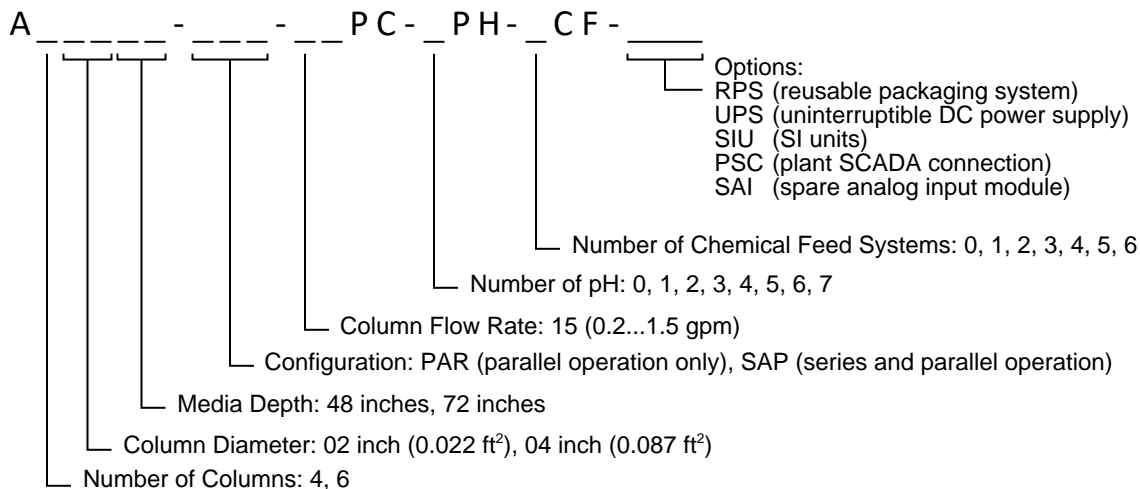 A_ _ _ _ _ - _ _ _ - _ _ P C - _ P H - _ C F - ___
Options:
RPS (reusable packaging system)
UPS (uninterruptible DC power supply)
SIU (SI units)
PSC (plant SCADA connection)
SAI (spare analog input module)
Number of Chemical Feed Systems: 0, 1, 2, 3, 4, 5, 6
Number of pH: 0, 1, 2, 3, 4, 5, 6, 7
Column Flow Rate: 15 (0.2...1.5 gpm)
Configuration: PAR (parallel operation only), SAP (series and parallel operation)
Media Depth: 48 inches, 72 inches
Column Diameter: 02 inch (0.022 ft²), 04 inch (0.087 ft²)
Number of Columns: 4, 6